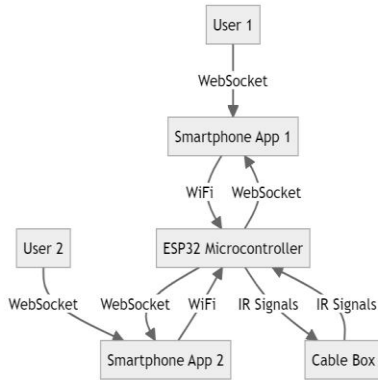 User 1
WebSocket
Smartphone App 1
WiFi WebSocket
User 2 ESP32 Microcontroller
WebSocket WebSocket WiFi IR Signals IR Signals
Smartphone App 2 Cable Box